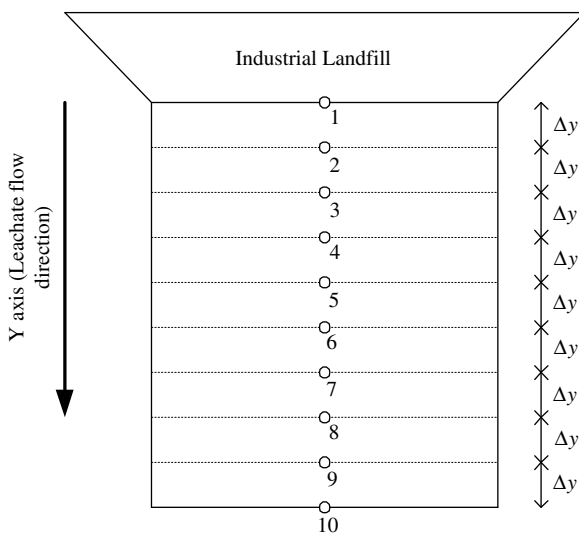 Industrial Landfill
1
Δy
2
Δy
3
Δy
4
Δy
5
Δy
6
Δy
7
Δy
8
Δy
9
Δy
10
Y axis (Leachate flow
direction)